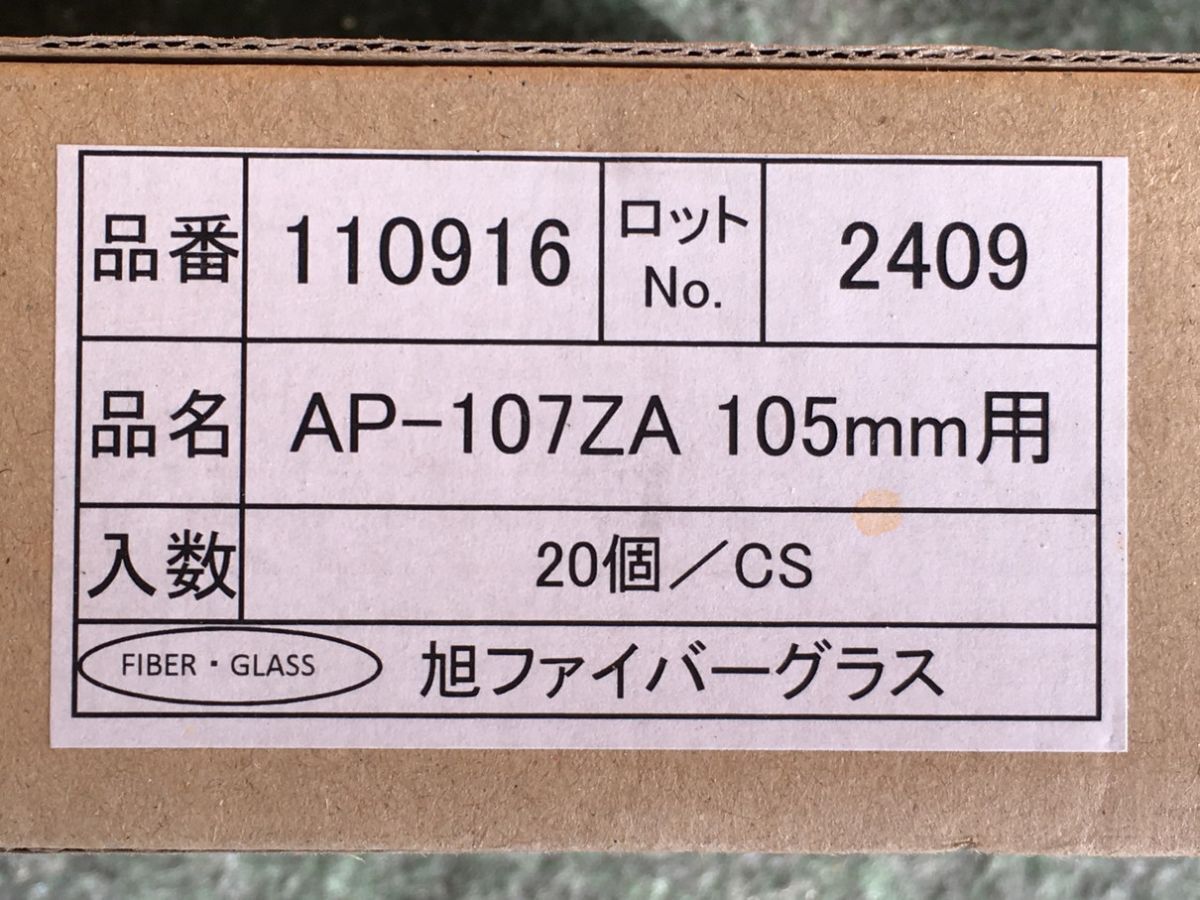 品番 110916 ロット No. 2409
品名 AP-107ZA 105mm用
入数 20個／CS
FIBER・GLASS 旭ファイバーグラス